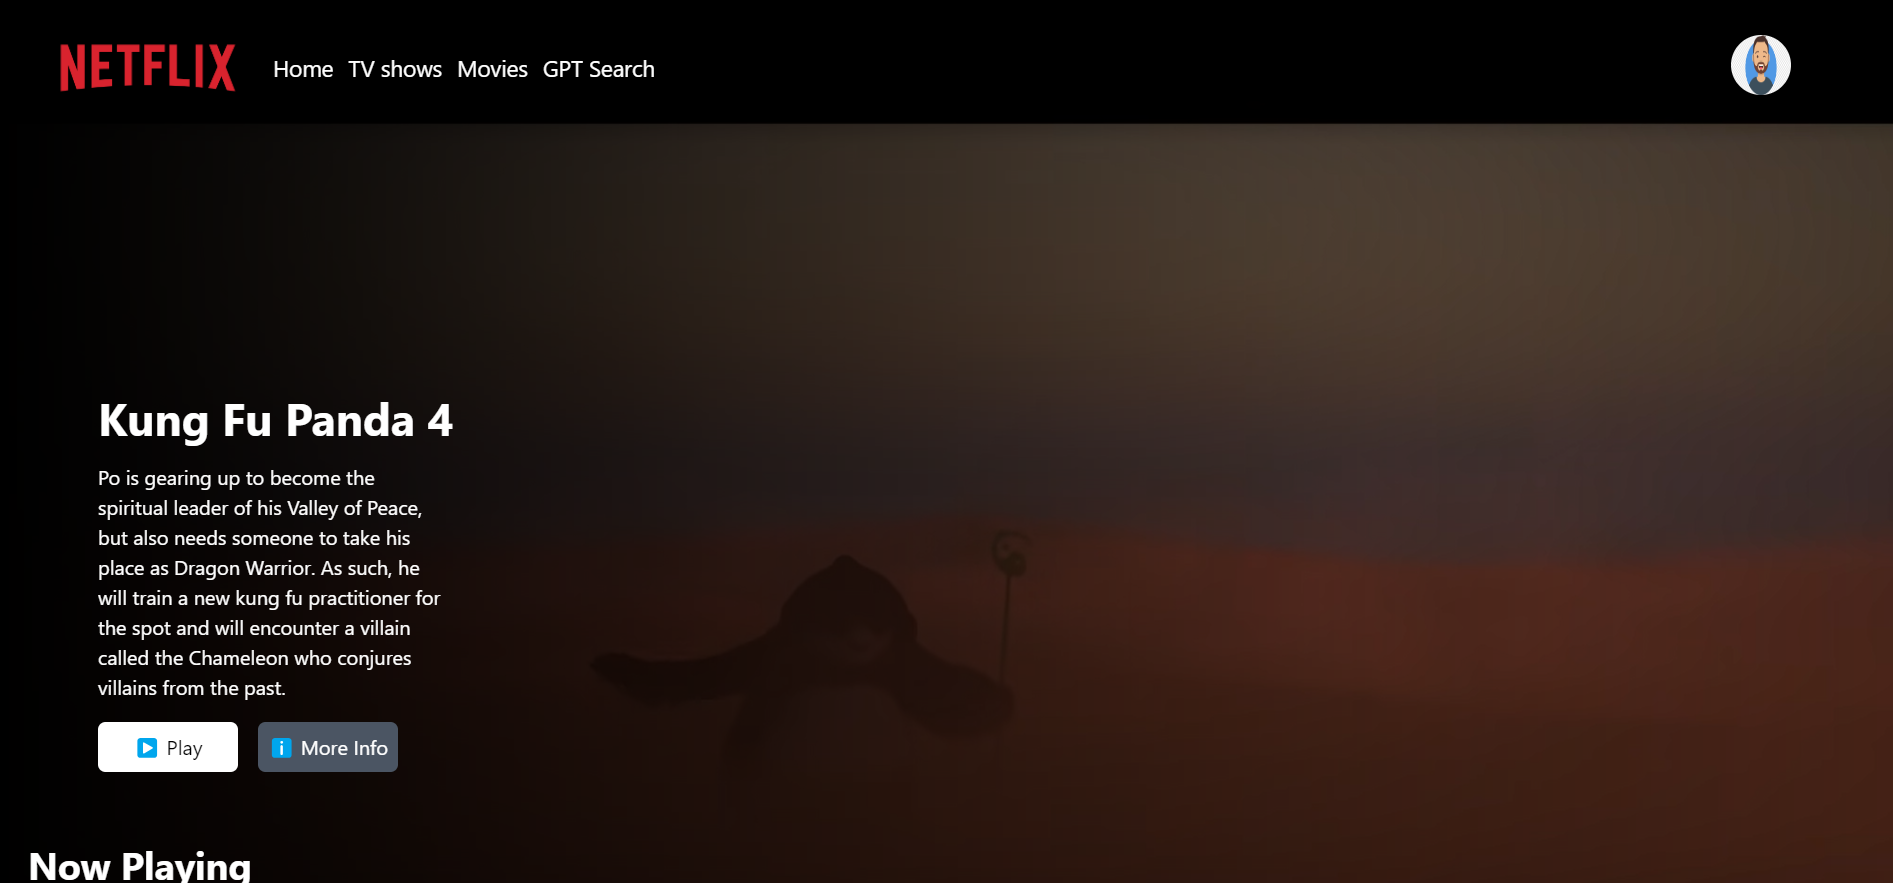 NETFLIX Home TV shows Movies GPT Search
Kung Fu Panda 4
Po is gearing up to become the
spiritual leader of his Valley of Peace,
but also needs someone to take his
place as Dragon Warrior. As such, he
will train a new kung fu practitioner for
the spot and will encounter a villain
called the Chameleon who conjures
villains from the past.
Play More Info
Now Playing